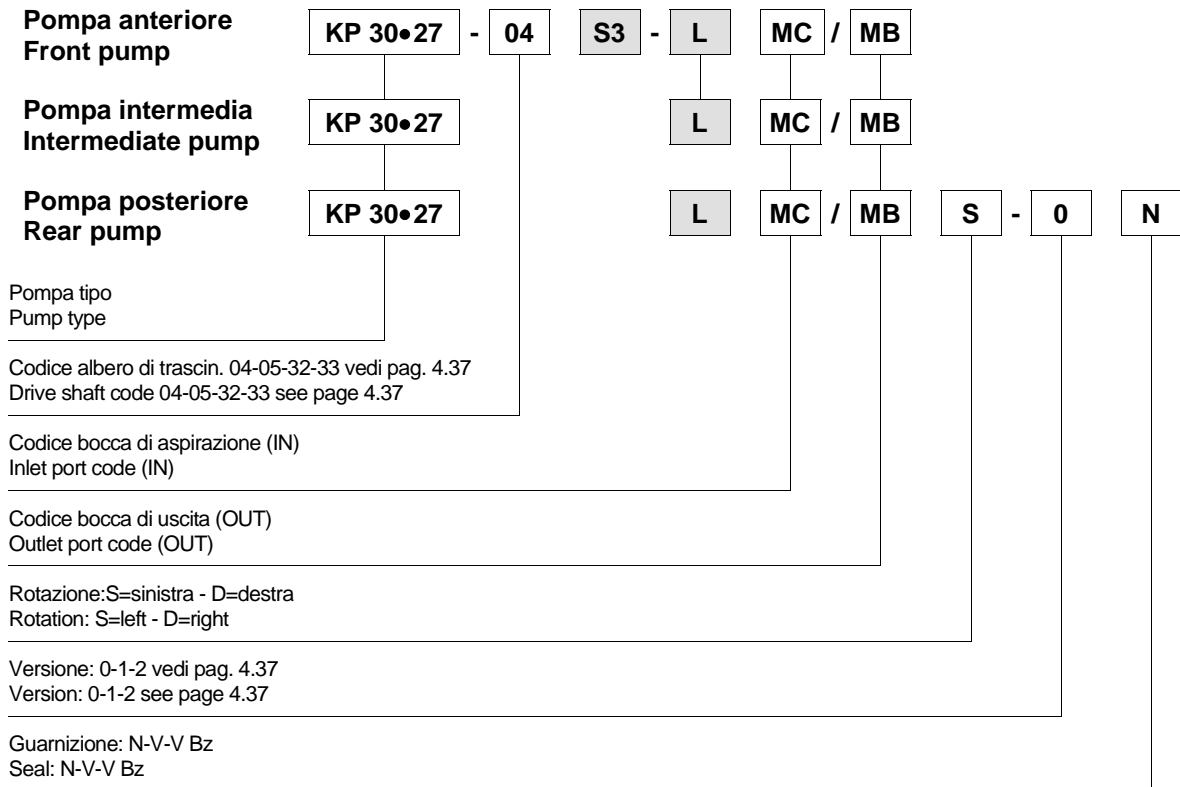 Pompa anteriore
Front pump
KP 30•27 - 04 S3 - L MC / MB
Pompa intermedia
Intermediate pump
KP 30•27 L MC / MB
Pompa posteriore
Rear pump
KP 30•27 L MC / MB S - 0 N
Pompa tipo
Pump type
Codice albero di trascin. 04-05-32-33 vedi pag. 4.37
Drive shaft code 04-05-32-33 see page 4.37
Codice bocca di aspirazione (IN)
Inlet port code (IN)
Codice bocca di uscita (OUT)
Outlet port code (OUT)
Rotazione:S=sinistra - D=destra
Rotation: S=left - D=right
Versione: 0-1-2 vedi pag. 4.37
Version: 0-1-2 see page 4.37
Guarnizione: N-V-V Bz
Seal: N-V-V Bz